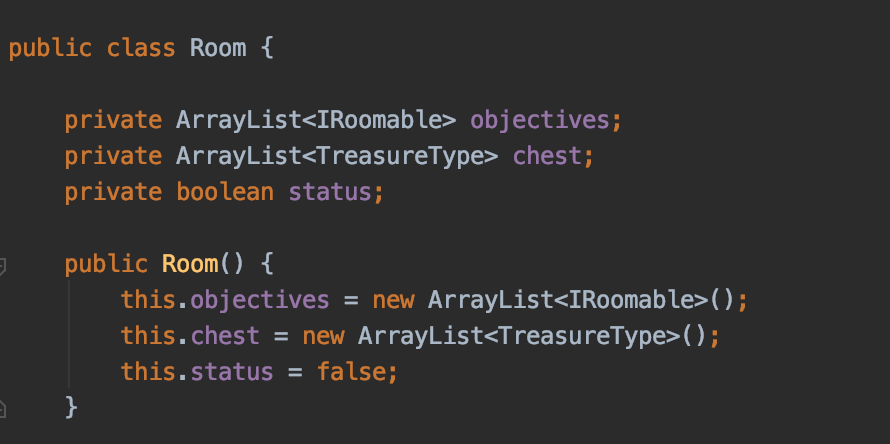 public class Room {
private ArrayList<IRoomable> objectives;
private ArrayList<TreasureType> chest;
private boolean status;
public Room() {
this.objectives = new ArrayList<IRoomable>();
this.chest = new ArrayList<TreasureType>();
this.status = false;
}